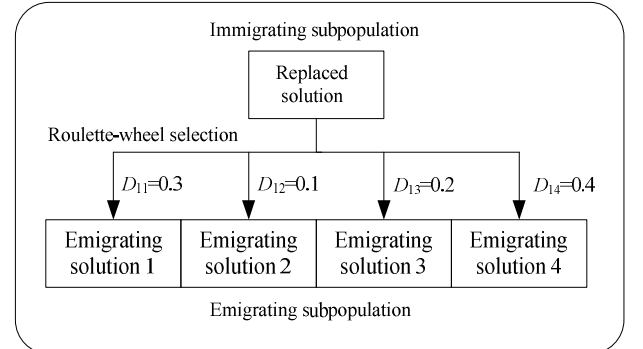 Immigrating subpopulation
Replaced
solution
Roulette-wheel selection
D11=0.3
D12=0.1
D13=0.2
D14=0.4
Emigrating
solution 1
Emigrating
solution 2
Emigrating
solution 3
Emigrating
solution 4
Emigrating subpopulation